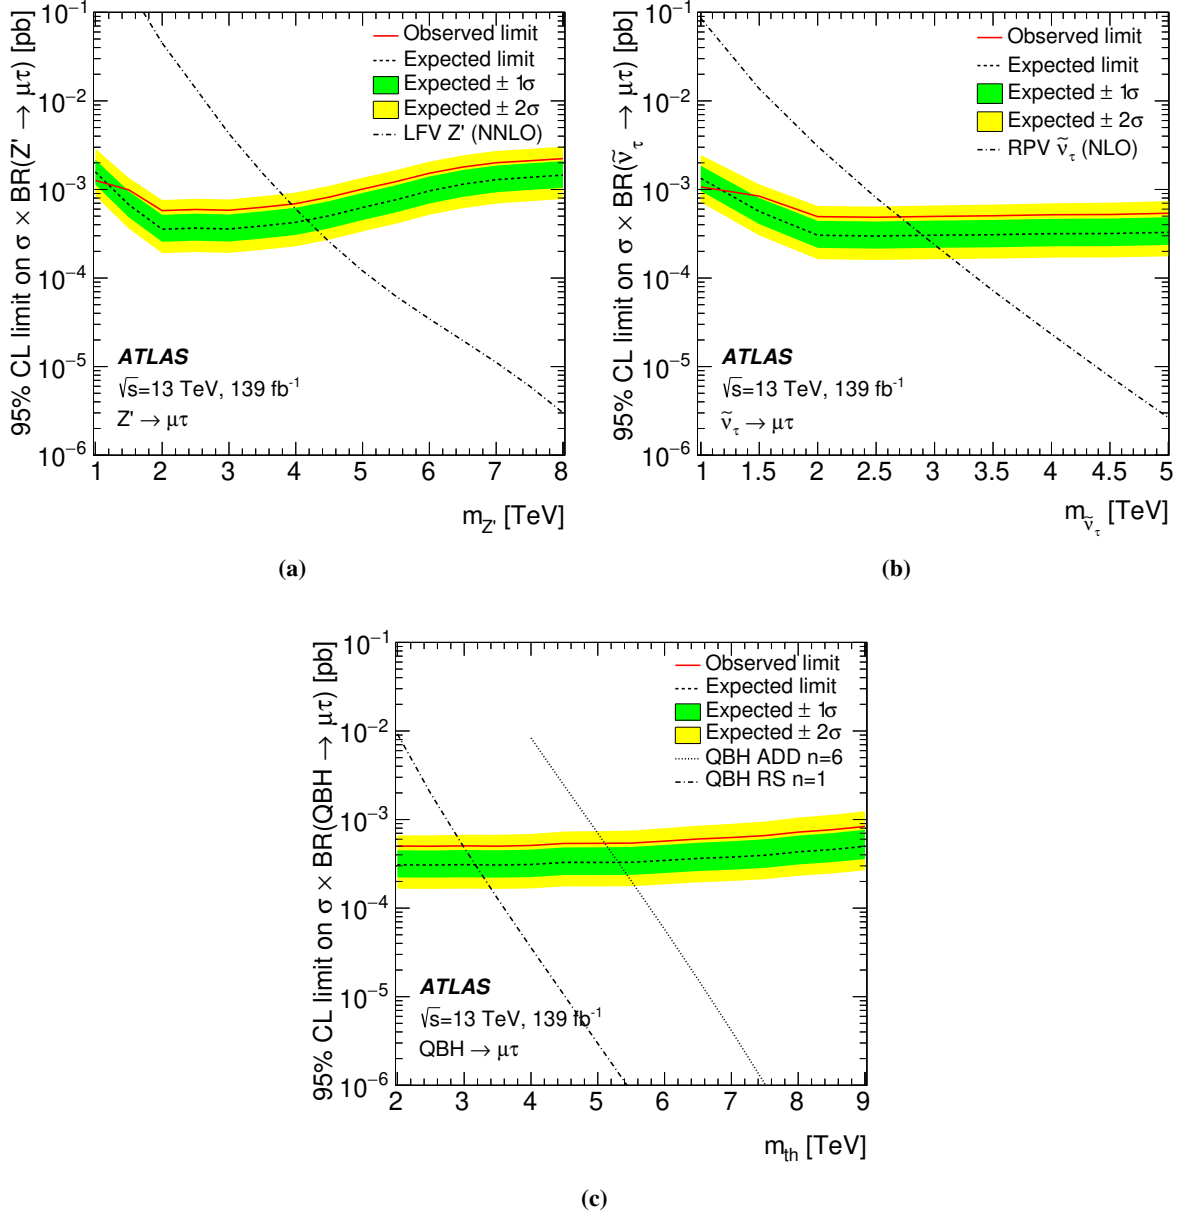 95% CL limit on σ × BR(Z' → μτ) [pb]
10⁻¹
10⁻²
10⁻³
10⁻⁴
10⁻⁵
10⁻⁶
Observed limit
Expected limit
Expected ± 1σ
Expected ± 2σ
LFV Z' (NNLO)
ATLAS
√s=13 TeV, 139 fb⁻¹
Z' → μτ
1 2 3 4 5 6 7 8
m_Z' [TeV]
(a)
95% CL limit on σ × BR(ν̃_τ → μτ) [pb]
10⁻¹
10⁻²
10⁻³
10⁻⁴
10⁻⁵
10⁻⁶
Observed limit
Expected limit
Expected ± 1σ
Expected ± 2σ
RPV ν̃_τ (NLO)
ATLAS
√s=13 TeV, 139 fb⁻¹
ν̃_τ → μτ
1 1.5 2 2.5 3 3.5 4 4.5 5
m_ν̃_τ [TeV]
(b)
95% CL limit on σ × BR(QBH → μτ) [pb]
10⁻¹
10⁻²
10⁻³
10⁻⁴
10⁻⁵
10⁻⁶
Observed limit
Expected limit
Expected ± 1σ
Expected ± 2σ
QBH ADD n=6
QBH RS n=1
ATLAS
√s=13 TeV, 139 fb⁻¹
QBH → μτ
2 3 4 5 6 7 8 9
m_th [TeV]
(c)